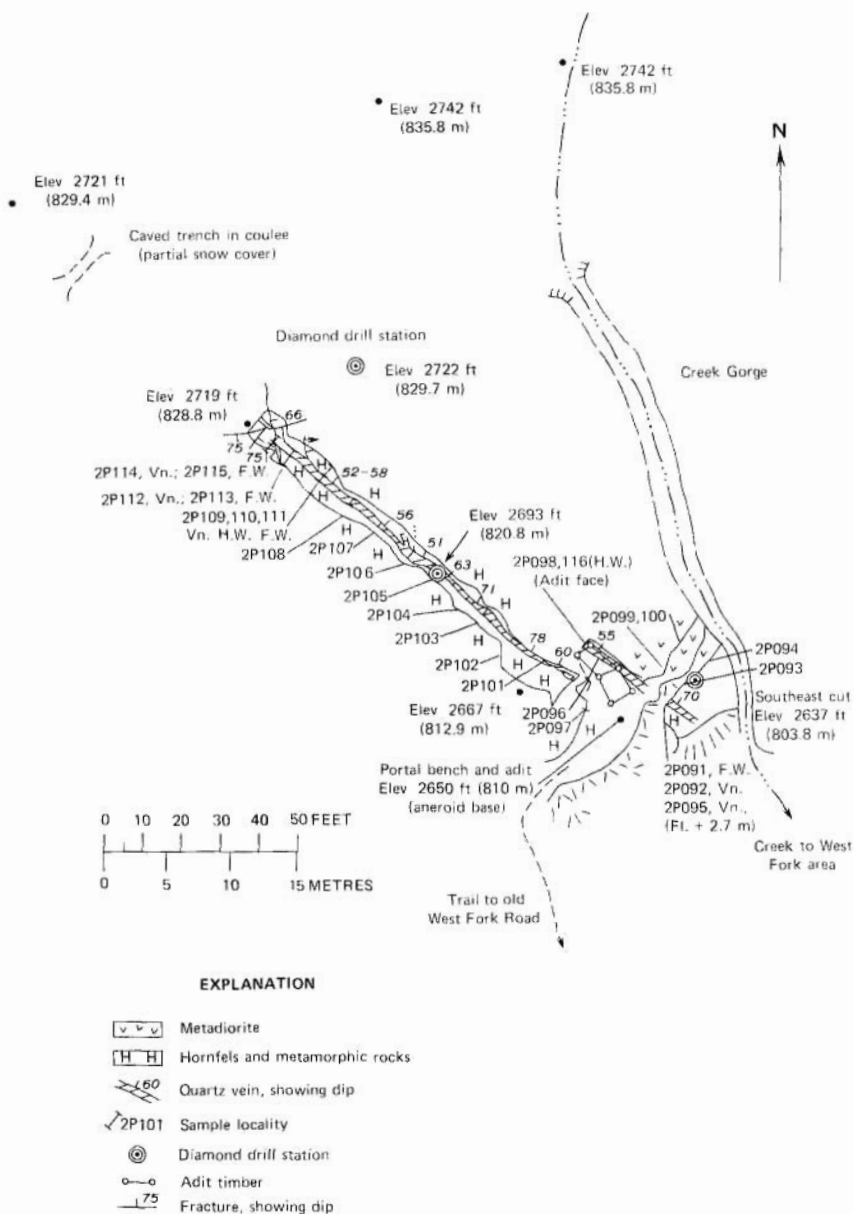 Elev 2742 ft
(835.8 m)
Elev 2742 ft
(835.8 m)
N
Elev 2721 ft
(829.4 m)
Caved trench in coulee
(partial snow cover)
Diamond drill station
Elev 2722 ft
(829.7 m)
Creek Gorge
Elev 2719 ft
(828.8 m)
66
75
75
H
2P114, Vn.; 2P115, F.W.
H
52-58
H
2P112, Vn.; 2P113, F.W.
H
2P109,110,111
Vn. H.W. F.W.
56
Elev 2693 ft
(820.8 m)
H
2P108
2P107
51
H
2P106
63
H
2P098,116(H.W.)
(Adit face)
2P105
71
H
H
2P104
2P099,100
2P103
H
78
55
2P094
2P093
2P102
H
60
2P101
H
H
70
Southeast cut
Elev 2637 ft
(803.8 m)
2P096
2P097
Elev 2667 ft
(812.9 m)
H
H
Portal bench and adit
Elev 2650 ft (810 m)
(aneroid base)
2P091, F.W.
2P092, Vn.
2P095, Vn.,
(Fl. + 2.7 m)
10 0 10 20 30 40 50 FEET
0 5 10 15 METRES
Creek to West
Fork area
Trail to old
West Fork Road
EXPLANATION
v v v Metadiorite
H H Hornfels and metamorphic rocks
60 Quartz vein, showing dip
2P101 Sample locality
Diamond drill station
Adit timber
75 Fracture, showing dip